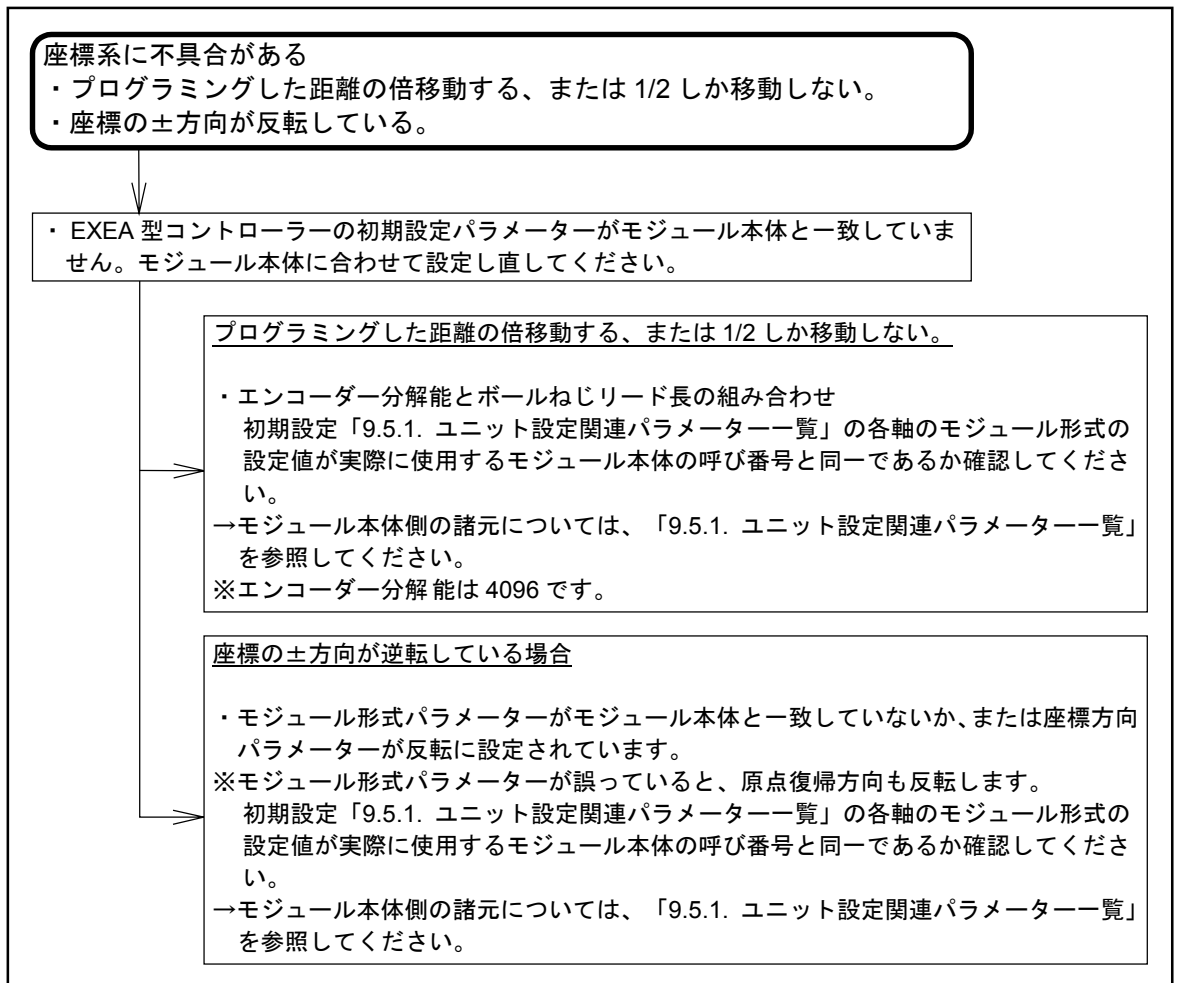 座標系に不具合がある
・プログラミングした距離の倍移動する、または 1/2 しか移動しない。
・座標の±方向が反転している。
・ EXEA 型コントローラーの初期設定パラメーターがモジュール本体と一致していま
せん。モジュール本体に合わせて設定し直してください。
プログラミングした距離の倍移動する、または 1/2 しか移動しない。
・エンコーダー分解能とボールねじリード長の組み合わせ
初期設定「9.5.1. ユニット設定関連パラメーター一覧」の各軸のモジュール形式の
設定値が実際に使用するモジュール本体の呼び番号と同一であるか確認してくださ
い。
→モジュール本体側の諸元については、「9.5.1. ユニット設定関連パラメーター一覧」
を参照してください。
※エンコーダー分解能は 4096 です。
座標の±方向が逆転している場合
・モジュール形式パラメーターがモジュール本体と一致していないか、または座標方向
パラメーターが反転に設定されています。
※モジュール形式パラメーターが誤っていると、原点復帰方向も反転します。
初期設定「9.5.1. ユニット設定関連パラメーター一覧」の各軸のモジュール形式の
設定値が実際に使用するモジュール本体の呼び番号と同一であるか確認してくださ
い。
→モジュール本体側の諸元については、「9.5.1. ユニット設定関連パラメーター一覧」
を参照してください。